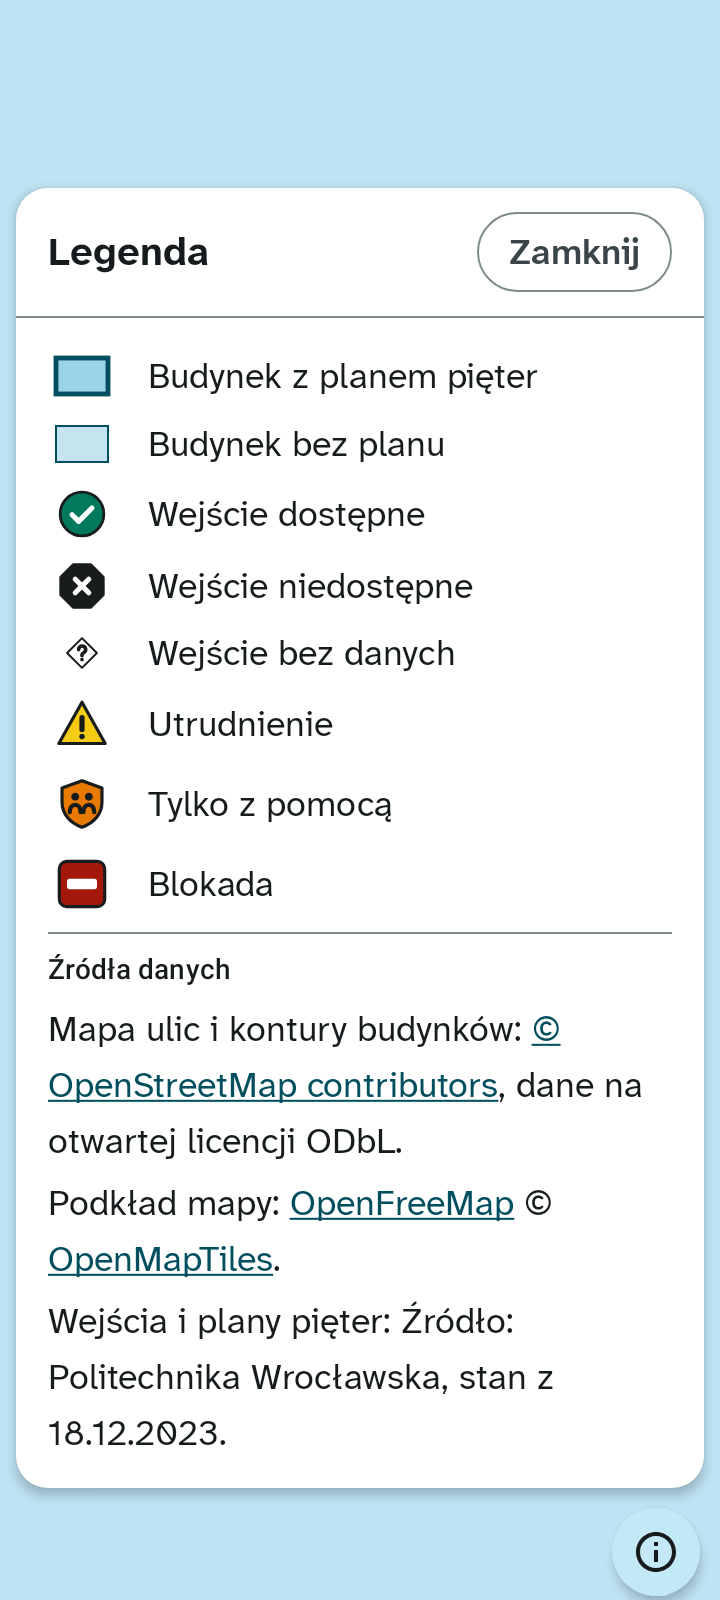 Legenda
Zamknij
Budynek z planem pięter
Budynek bez planu
Wejście dostępne
Wejście niedostępne
Wejście bez danych
Utrudnienie
Tylko z pomocą
Blokada
Źródła danych
Mapa ulic i kontury budynków: ©
OpenStreetMap contributors, dane na
otwartej licencji ODbL.
Podkład mapy: OpenFreeMap ©
OpenMapTiles.
Wejścia i plany pięter: Źródło:
Politechnika Wrocławska, stan z
18.12.2023.